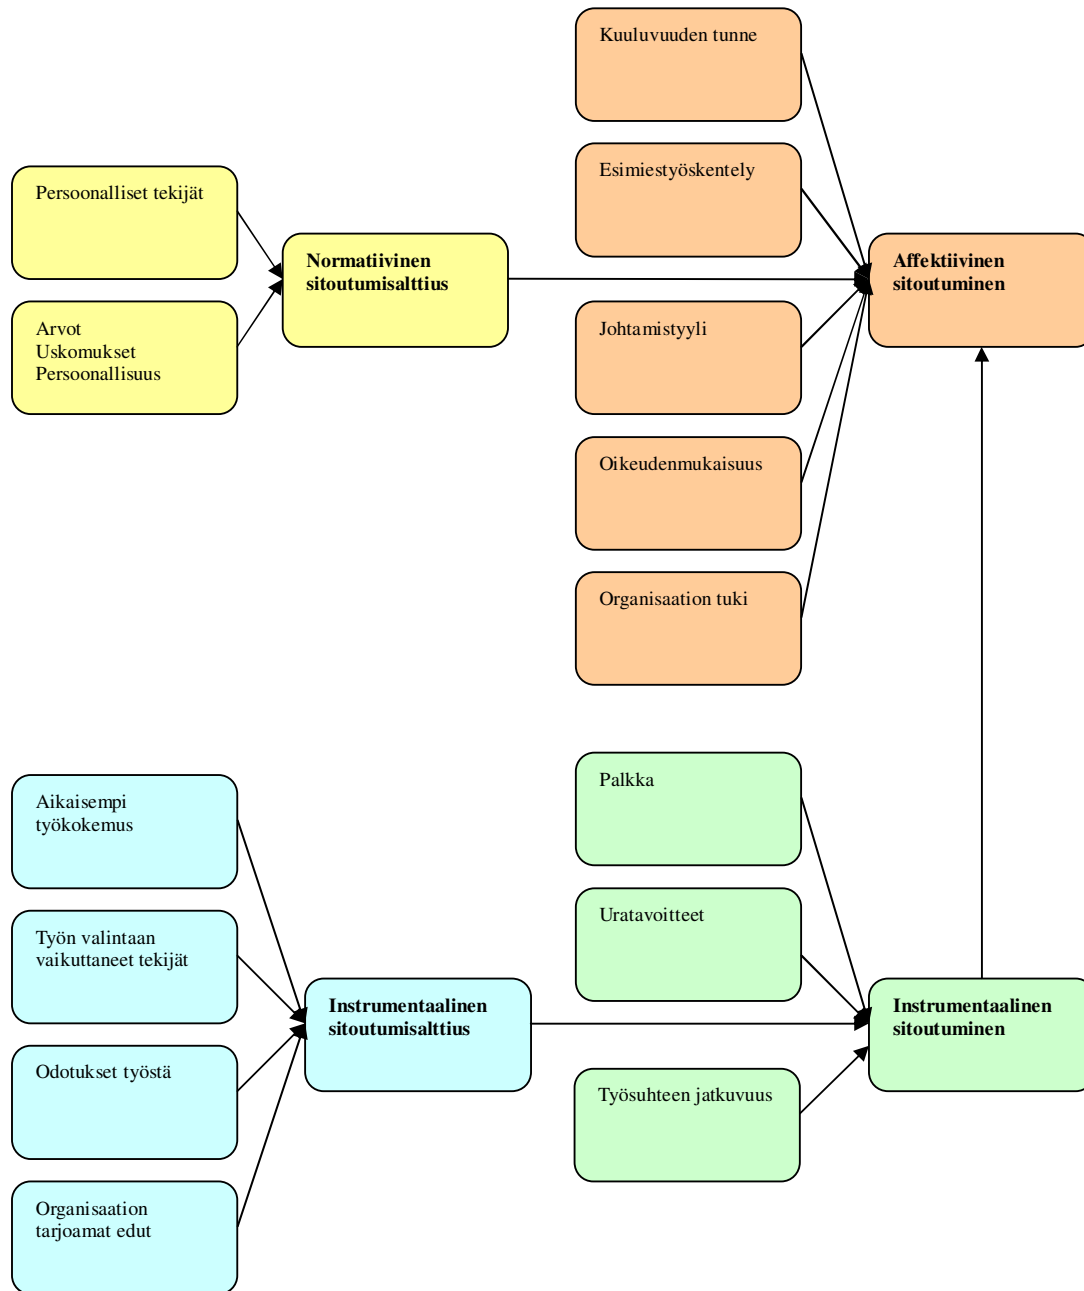 Kuuluvuuden tunne
Esimiestyöskentely
Persoonalliset tekijät
Normatiivinen
sitoutumisalttius
Affektiivinen
sitoutuminen
Arvot
Uskomukset
Persoonallisuus
Johtamistyyli
Oikeudenmukaisuus
Organisaation tuki
Palkka
Aikaisempi
työkokemus
Uratavoitteet
Työn valintaan
vaikuttaneet tekijät
Instrumentaalinen
sitoutumisalttius
Instrumentaalinen
sitoutuminen
Odotukset työstä
Työsuhteen jatkuvuus
Organisaation
tarjoamat edut